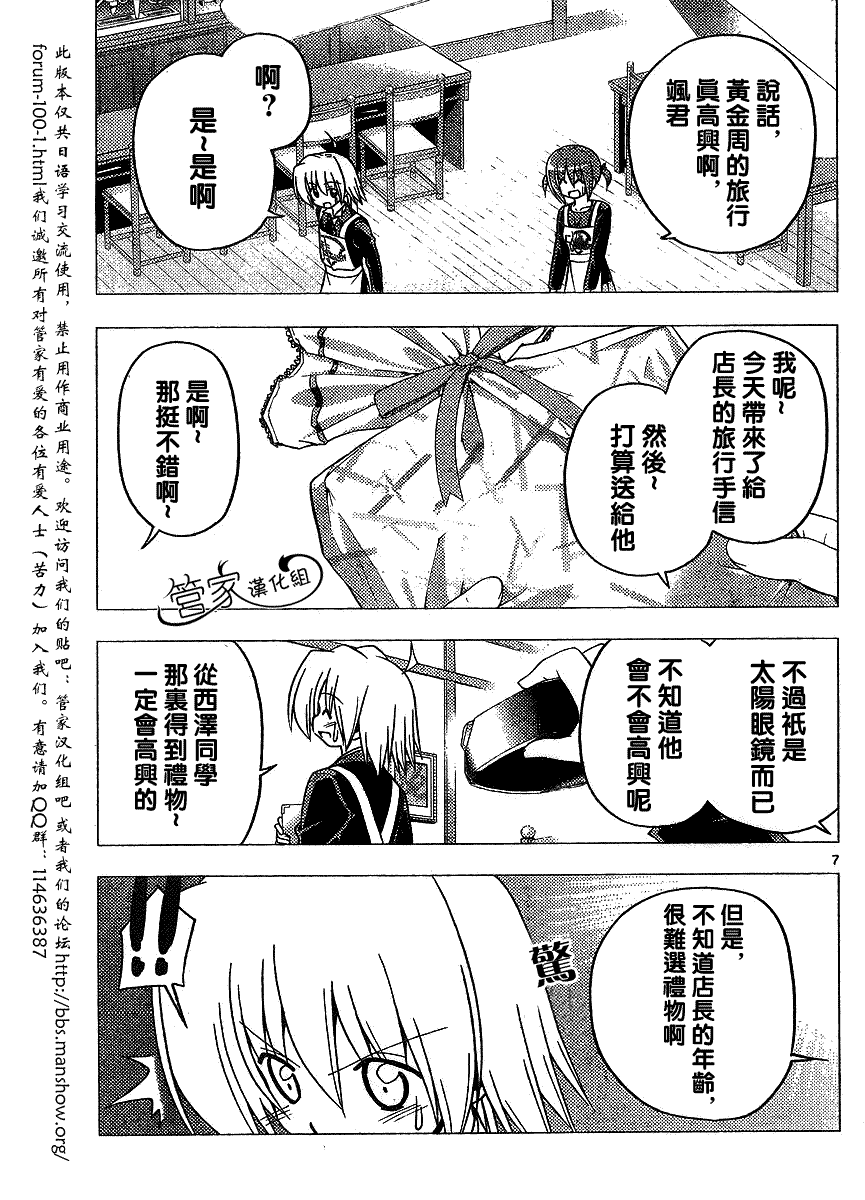 說話，
黃金周的旅行
真高興啊，
颯君
啊？
是~是啊
我呢~
今天帶來了給
店長的旅行手信
然後~
打算送給他
是啊~
那挺不錯啊~
管家漢化組
不過衹是
太陽眼鏡而已
不知道他
會不會高興呢
從西澤同學
那裏得到禮物~
一定會高興的
7
但是，
不知道店長的年齡，
很難選禮物啊
驚
!!
此版本仅共日语学习交流使用，禁止用作商业用途。欢迎访问我们的贴吧：管家汉化组吧 或者我们的论坛http://bbs.manshow.org/
forum-100-1.html我们诚邀所有对管家有爱的各位有爱人士（苦力）加入我们。有意请加QQ群：114636387